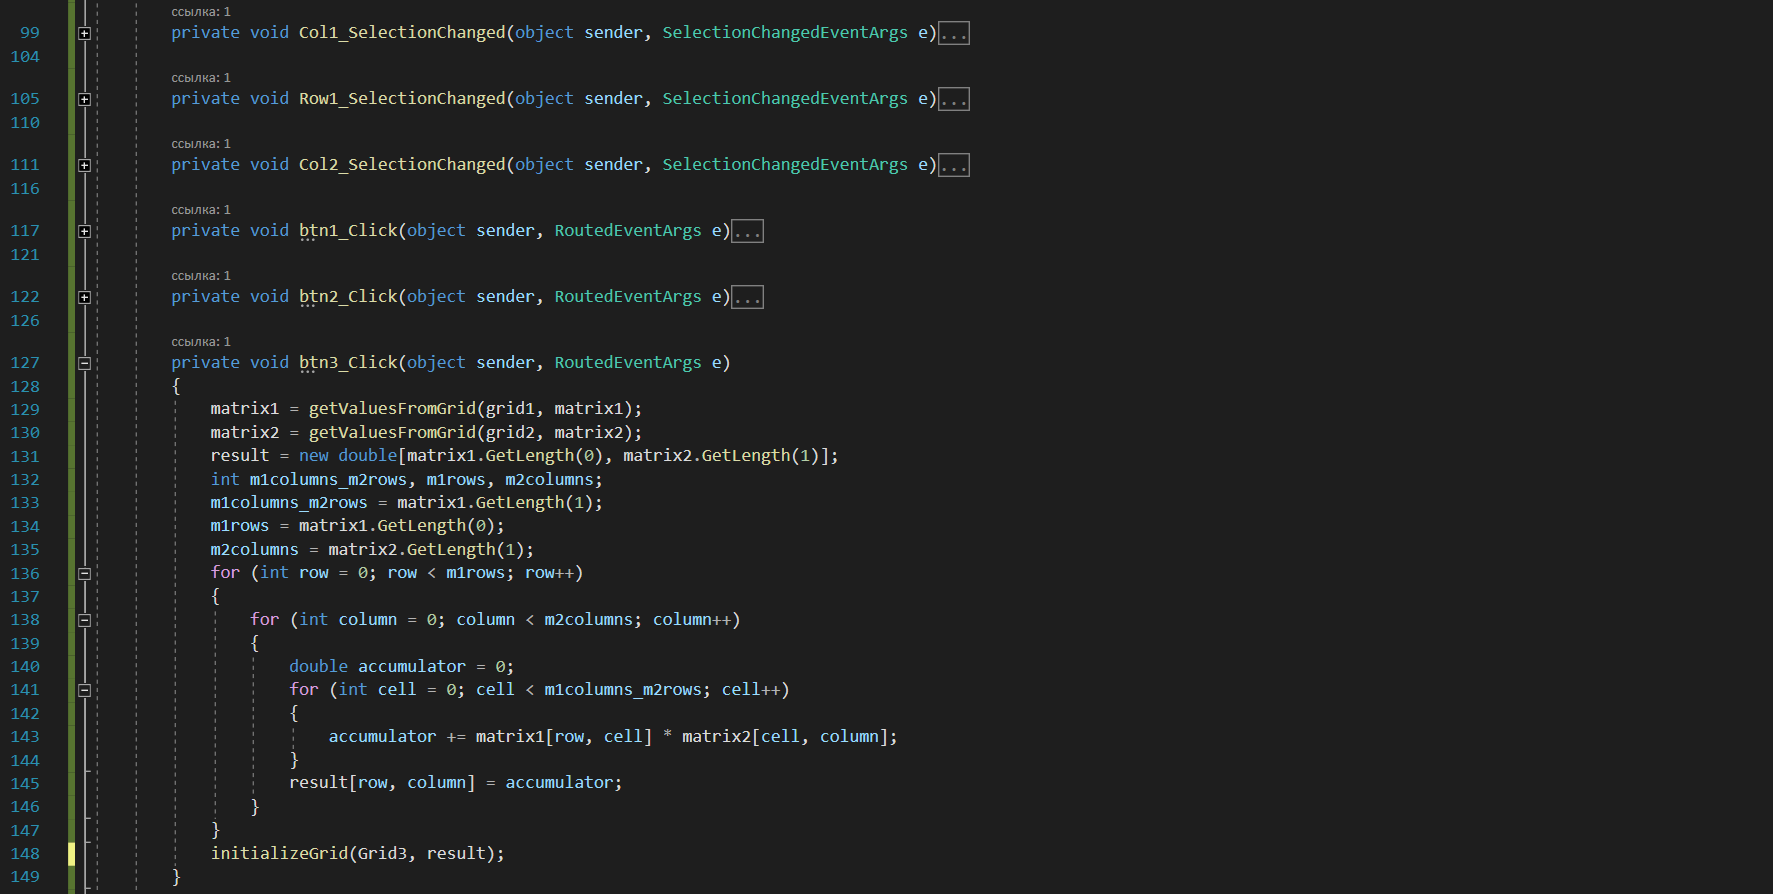 ссылка: 1
99 private void Col1_SelectionChanged(object sender, SelectionChangedEventArgs e)...
104
ссылка: 1
105 private void Row1_SelectionChanged(object sender, SelectionChangedEventArgs e)...
110
ссылка: 1
111 private void Col2_SelectionChanged(object sender, SelectionChangedEventArgs e)...
116
ссылка: 1
117 private void btn1_Click(object sender, RoutedEventArgs e)...
121
ссылка: 1
122 private void btn2_Click(object sender, RoutedEventArgs e)...
126
ссылка: 1
127 private void btn3_Click(object sender, RoutedEventArgs e)
128 {
129 matrix1 = getValuesFromGrid(grid1, matrix1);
130 matrix2 = getValuesFromGrid(grid2, matrix2);
131 result = new double[matrix1.GetLength(0), matrix2.GetLength(1)];
132 int m1columns_m2rows, m1rows, m2columns;
133 m1columns_m2rows = matrix1.GetLength(1);
134 m1rows = matrix1.GetLength(0);
135 m2columns = matrix2.GetLength(1);
136 for (int row = 0; row < m1rows; row++)
137 {
138 for (int column = 0; column < m2columns; column++)
139 {
140 double accumulator = 0;
141 for (int cell = 0; cell < m1columns_m2rows; cell++)
142 {
143 accumulator += matrix1[row, cell] * matrix2[cell, column];
144 }
145 result[row, column] = accumulator;
146 }
147 }
148 initializeGrid(Grid3, result);
149 }